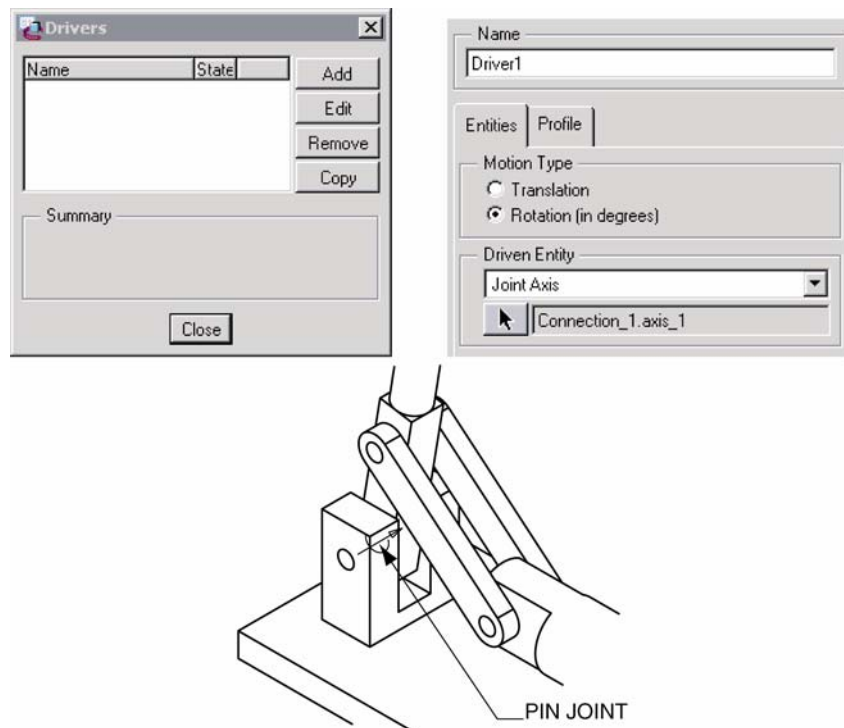 Drivers
Name State
Add
Edit
Remove
Copy
Summary
Close
Name
Driver1
Entities Profile
Motion Type
Translation
Rotation (in degrees)
Driven Entity
Joint Axis
Connection_1.axis_1
PIN JOINT